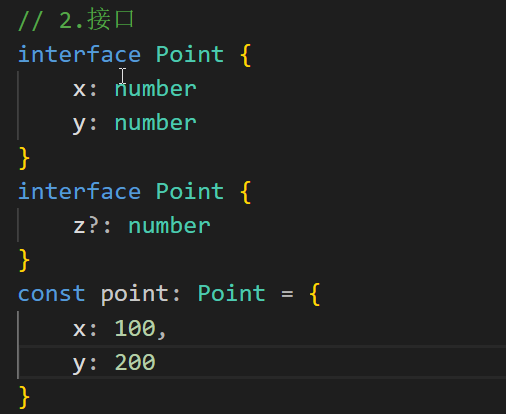 // 2.接口
interface Point {
    x: number
    y: number
}
interface Point {
    z?: number
}
const point: Point = {
    x: 100,
    y: 200
}